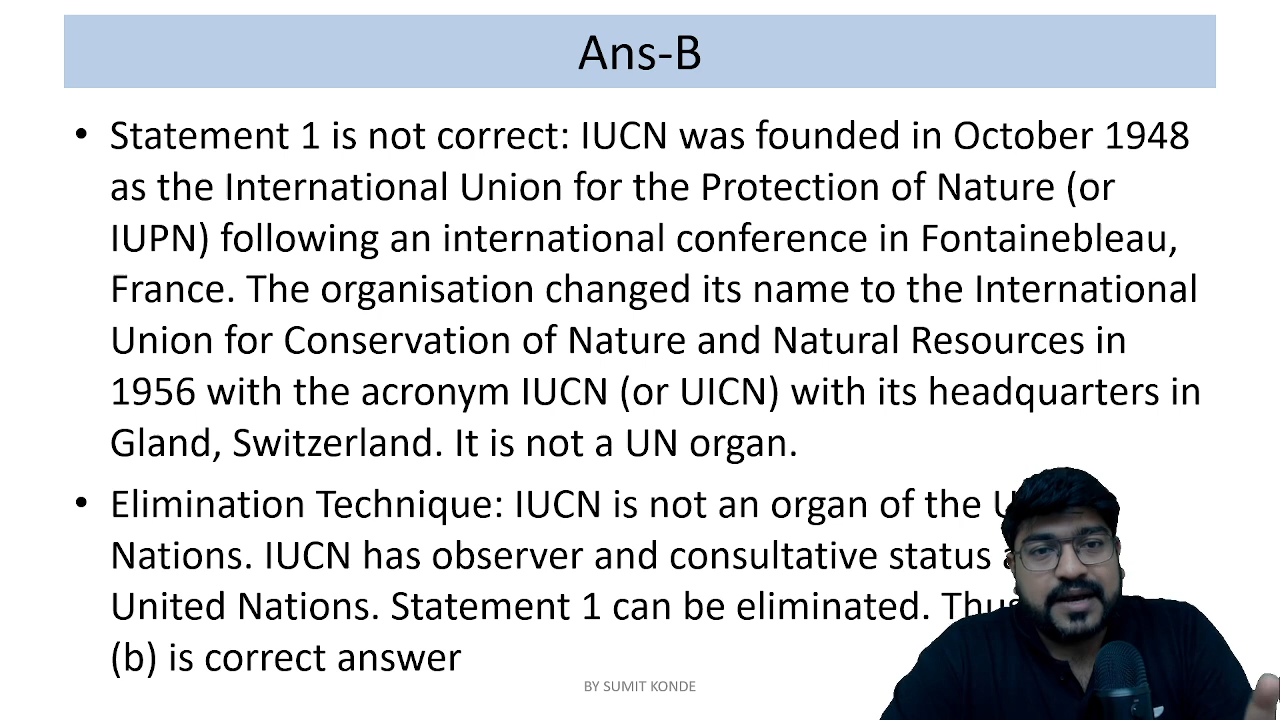 Ans-B
• Statement 1 is not correct: IUCN was founded in October 1948
as the International Union for the Protection of Nature (or
IUPN) following an international conference in Fontainebleau,
France. The organisation changed its name to the International
Union for Conservation of Nature and Natural Resources in
1956 with the acronym IUCN (or UICN) with its headquarters in
Gland, Switzerland. It is not a UN organ.
• Elimination Technique: IUCN is not an organ of the
Nations. IUCN has observer and consultative status
United Nations. Statement 1 can be eliminated.
(b) is correct answer
BY SUMIT KONDE